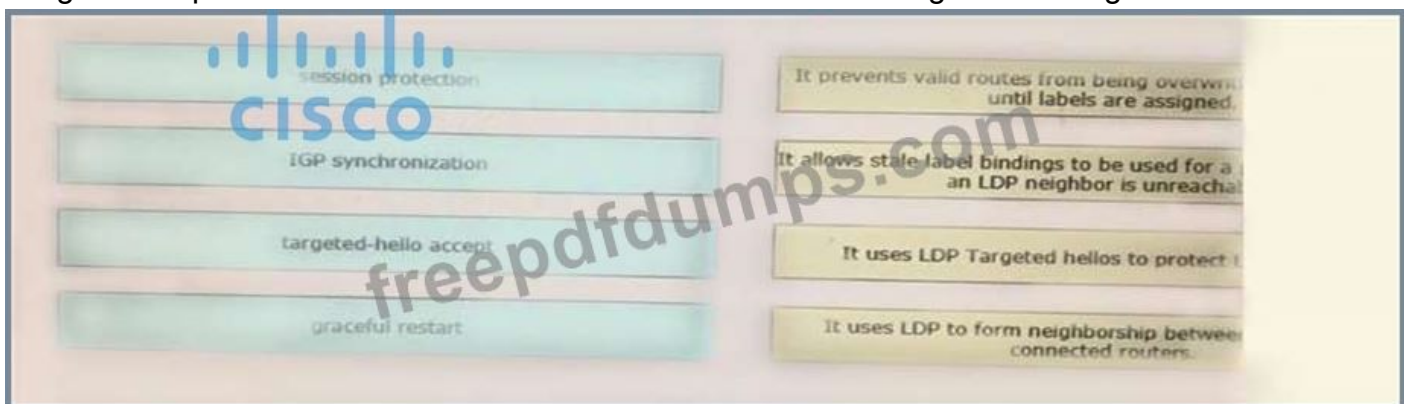 session protection
CISCO
IGP synchronization
targeted-hello accept
graceful restart
It prevents valid routes from being
until labels are assigned.
It allows stale label bindings to be used for a
an LDP neighbor is
It uses LDP Targeted hellos to protect
It uses LDP to form neighborship
connected routers.
freepdfdumps.com